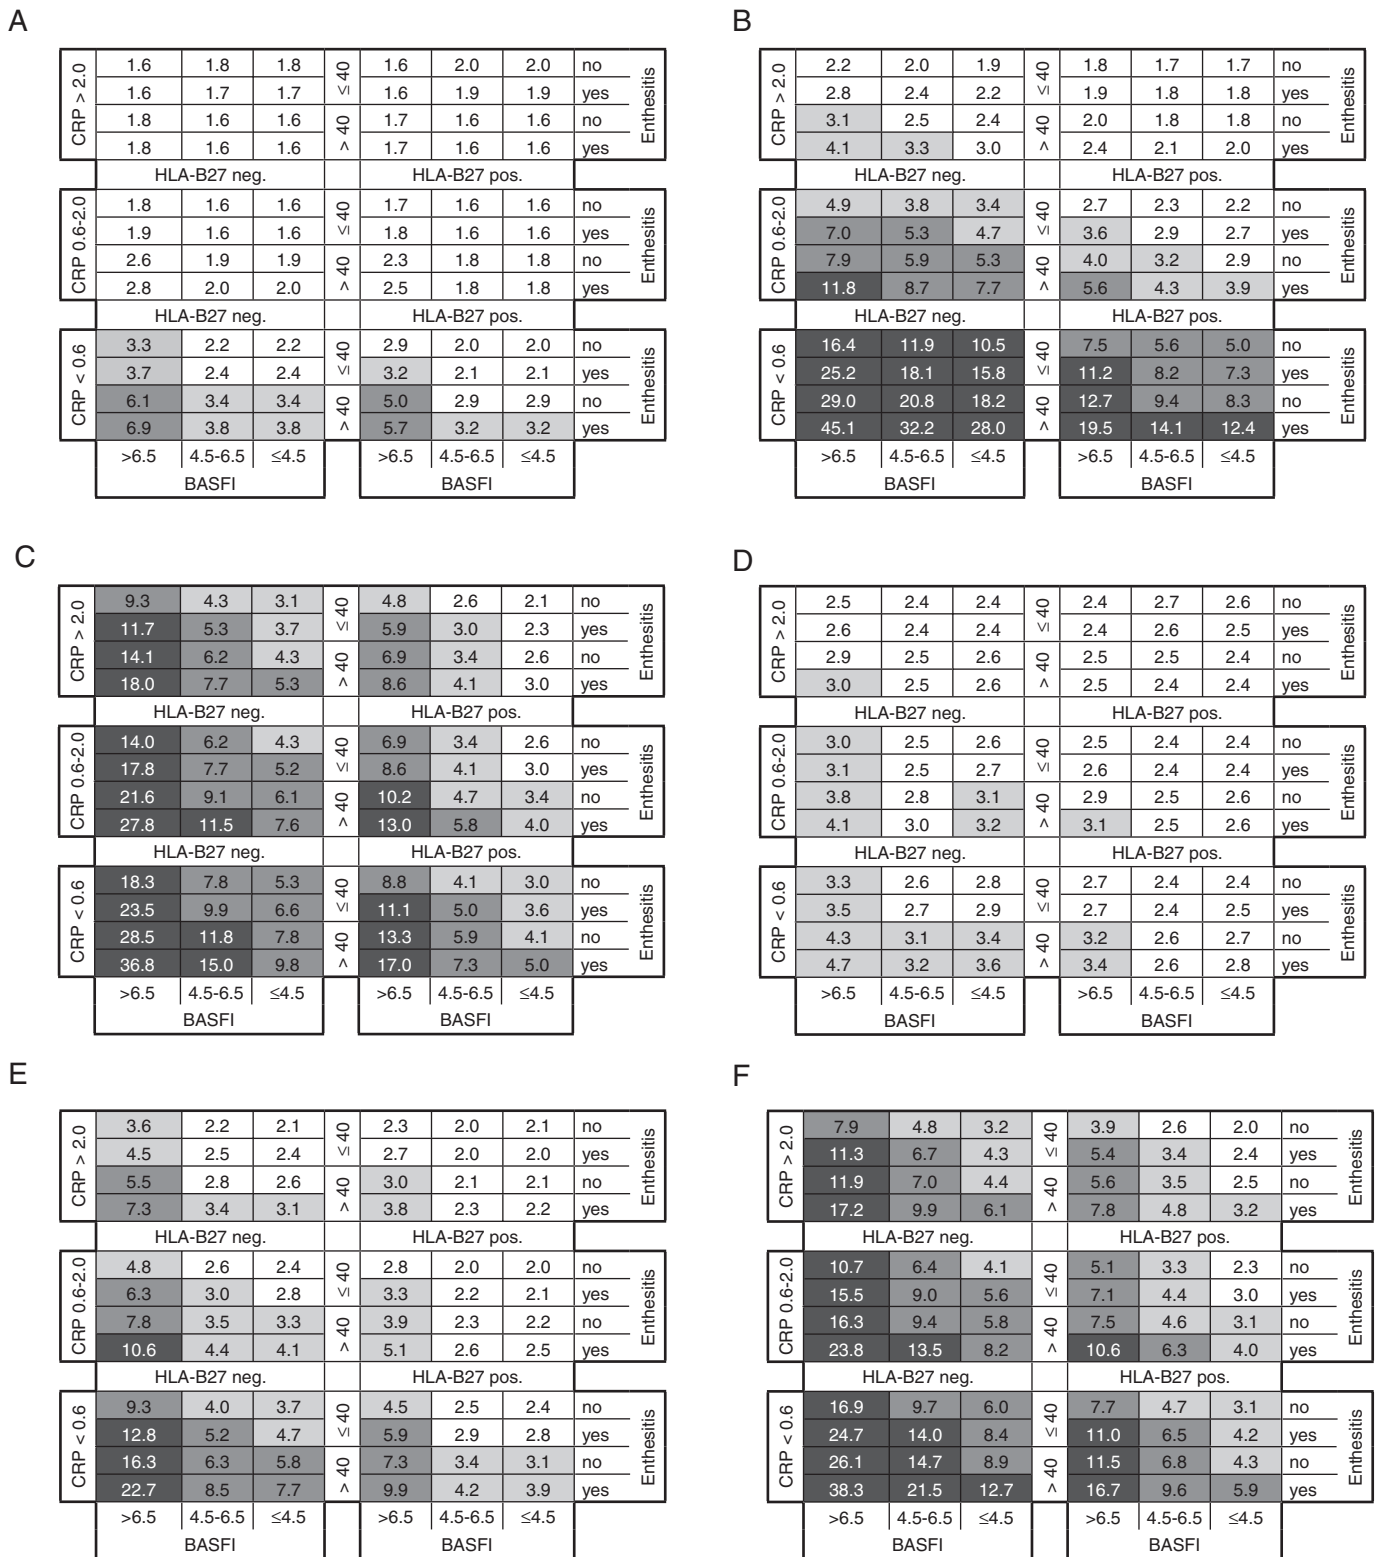 A
CRP > 2.0
1.6 1.8 1.8 ≤ 40 1.6 2.0 2.0 no Enthesitis
1.6 1.7 1.7 1.6 1.9 1.9 yes
1.8 1.6 1.6 > 40 1.7 1.6 1.6 no
1.8 1.6 1.6 1.7 1.6 1.6 yes
HLA-B27 neg. HLA-B27 pos.
CRP 0.6-2.0
1.8 1.6 1.6 ≤ 40 1.7 1.6 1.6 no Enthesitis
1.9 1.6 1.6 1.8 1.6 1.6 yes
2.6 1.9 1.9 > 40 2.3 1.8 1.8 no
2.8 2.0 2.0 2.5 1.8 1.8 yes
HLA-B27 neg. HLA-B27 pos.
CRP < 0.6
3.3 2.2 2.2 ≤ 40 2.9 2.0 2.0 no Enthesitis
3.7 2.4 2.4 3.2 2.1 2.1 yes
6.1 3.4 3.4 > 40 5.0 2.9 2.9 no
6.9 3.8 3.8 5.7 3.2 3.2 yes
>6.5 4.5-6.5 ≤4.5 >6.5 4.5-6.5 ≤4.5
BASFI BASFI
B
CRP > 2.0
2.2 2.0 1.9 ≤ 40 1.8 1.7 1.7 no Enthesitis
2.8 2.4 2.2 1.9 1.8 1.8 yes
3.1 2.5 2.4 > 40 2.0 1.8 1.8 no
4.1 3.3 3.0 2.4 2.1 2.0 yes
HLA-B27 neg. HLA-B27 pos.
CRP 0.6-2.0
4.9 3.8 3.4 ≤ 40 2.7 2.3 2.2 no Enthesitis
7.0 5.3 4.7 3.6 2.9 2.7 yes
7.9 5.9 5.3 > 40 4.0 3.2 2.9 no
11.8 8.7 7.7 5.6 4.3 3.9 yes
HLA-B27 neg. HLA-B27 pos.
CRP < 0.6
16.4 11.9 10.5 ≤ 40 7.5 5.6 5.0 no Enthesitis
25.2 18.1 15.8 11.2 8.2 7.3 yes
29.0 20.8 18.2 > 40 12.7 9.4 8.3 no
45.1 32.2 28.0 19.5 14.1 12.4 yes
>6.5 4.5-6.5 ≤4.5 >6.5 4.5-6.5 ≤4.5
BASFI BASFI
C
CRP > 2.0
9.3 4.3 3.1 ≤ 40 4.8 2.6 2.1 no Enthesitis
11.7 5.3 3.7 5.9 3.0 2.3 yes
14.1 6.2 4.3 > 40 6.9 3.4 2.6 no
18.0 7.7 5.3 8.6 4.1 3.0 yes
HLA-B27 neg. HLA-B27 pos.
CRP 0.6-2.0
14.0 6.2 4.3 ≤ 40 6.9 3.4 2.6 no Enthesitis
17.8 7.7 5.2 8.6 4.1 3.0 yes
21.6 9.1 6.1 > 40 10.2 4.7 3.4 no
27.8 11.5 7.6 13.0 5.8 4.0 yes
HLA-B27 neg. HLA-B27 pos.
CRP < 0.6
18.3 7.8 5.3 ≤ 40 8.8 4.1 3.0 no Enthesitis
23.5 9.9 6.6 11.1 5.0 3.6 yes
28.5 11.8 7.8 > 40 13.3 5.9 4.1 no
36.8 15.0 9.8 17.0 7.3 5.0 yes
>6.5 4.5-6.5 ≤4.5 >6.5 4.5-6.5 ≤4.5
BASFI BASFI
D
CRP > 2.0
2.5 2.4 2.4 ≤ 40 2.4 2.7 2.6 no Enthesitis
2.6 2.4 2.4 2.4 2.6 2.5 yes
2.9 2.5 2.6 > 40 2.5 2.5 2.4 no
3.0 2.5 2.6 2.5 2.4 2.4 yes
HLA-B27 neg. HLA-B27 pos.
CRP 0.6-2.0
3.0 2.5 2.6 ≤ 40 2.5 2.4 2.4 no Enthesitis
3.1 2.5 2.7 2.6 2.4 2.4 yes
3.8 2.8 3.1 > 40 2.9 2.5 2.6 no
4.1 3.0 3.2 3.1 2.5 2.6 yes
HLA-B27 neg. HLA-B27 pos.
CRP < 0.6
3.3 2.6 2.8 ≤ 40 2.7 2.4 2.4 no Enthesitis
3.5 2.7 2.9 2.7 2.4 2.5 yes
4.3 3.1 3.4 > 40 3.2 2.6 2.7 no
4.7 3.2 3.6 3.4 2.6 2.8 yes
>6.5 4.5-6.5 ≤4.5 >6.5 4.5-6.5 ≤4.5
BASFI BASFI
E
CRP > 2.0
3.6 2.2 2.1 ≤ 40 2.3 2.0 2.1 no Enthesitis
4.5 2.5 2.4 2.7 2.0 2.0 yes
5.5 2.8 2.6 > 40 3.0 2.1 2.1 no
7.3 3.4 3.1 3.8 2.3 2.2 yes
HLA-B27 neg. HLA-B27 pos.
CRP 0.6-2.0
4.8 2.6 2.4 ≤ 40 2.8 2.0 2.0 no Enthesitis
6.3 3.0 2.8 3.3 2.2 2.1 yes
7.8 3.5 3.3 > 40 3.9 2.3 2.2 no
10.6 4.4 4.1 5.1 2.6 2.5 yes
HLA-B27 neg. HLA-B27 pos.
CRP < 0.6
9.3 4.0 3.7 ≤ 40 4.5 2.5 2.4 no Enthesitis
12.8 5.2 4.7 5.9 2.9 2.8 yes
16.3 6.3 5.8 > 40 7.3 3.4 3.1 no
22.7 8.5 7.7 9.9 4.2 3.9 yes
>6.5 4.5-6.5 ≤4.5 >6.5 4.5-6.5 ≤4.5
BASFI BASFI
F
CRP > 2.0
7.9 4.8 3.2 ≤ 40 3.9 2.6 2.0 no Enthesitis
11.3 6.7 4.3 5.4 3.4 2.4 yes
11.9 7.0 4.4 > 40 5.6 3.5 2.5 no
17.2 9.9 6.1 7.8 4.8 3.2 yes
HLA-B27 neg. HLA-B27 pos.
CRP 0.6-2.0
10.7 6.4 4.1 ≤ 40 5.1 3.3 2.3 no Enthesitis
15.5 9.0 5.6 7.1 4.4 3.0 yes
16.3 9.4 5.8 > 40 7.5 4.6 3.1 no
23.8 13.5 8.2 10.6 6.3 4.0 yes
HLA-B27 neg. HLA-B27 pos.
CRP < 0.6
16.9 9.7 6.0 ≤ 40 7.7 4.7 3.1 no Enthesitis
24.7 14.0 8.4 11.0 6.5 4.2 yes
26.1 14.7 8.9 > 40 11.5 6.8 4.3 no
38.3 21.5 12.7 16.7 9.6 5.9 yes
>6.5 4.5-6.5 ≤4.5 >6.5 4.5-6.5 ≤4.5
BASFI BASFI